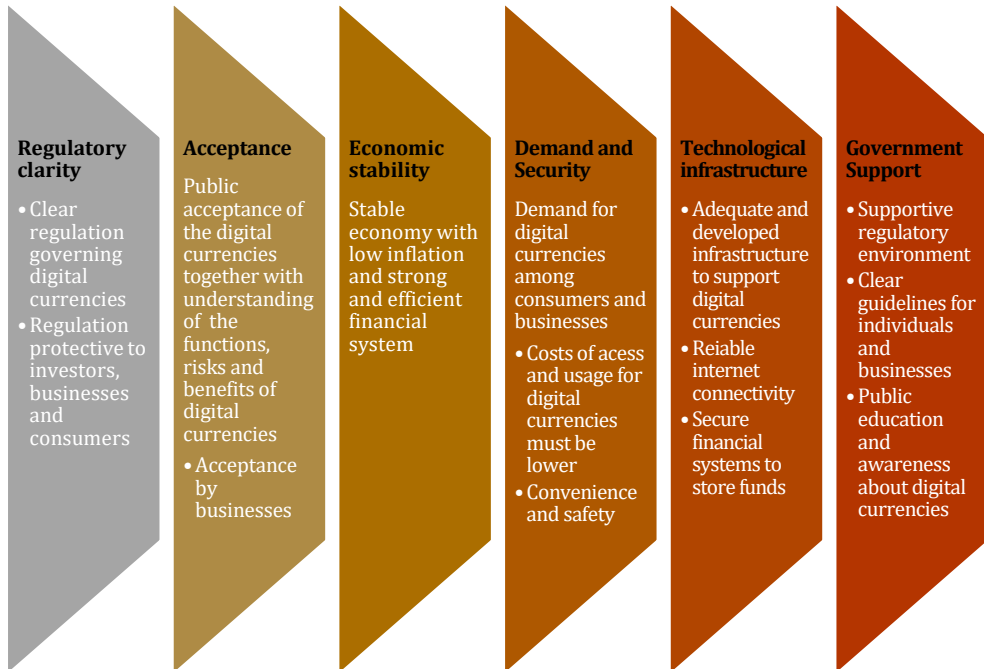 Regulatory
clarity
• Clear
regulation
governing
digital
currencies
• Regulation
protective to
investors,
businesses
and
consumers
Acceptance
Public
acceptance of
the digital
currencies
together with
understanding
of the
functions,
risks and
benefits of
digital
currencies
• Acceptance
by
businesses
Economic
stability
Stable
economy with
low inflation
and strong
and efficient
financial
system
Demand and
Security
Demand for
digital
currencies
among
consumers and
businesses
• Costs of acess
and usage for
digital
currencies
must be
lower
• Convenience
and safety
Technological
infrastructure
• Adequate and
developed
infrastructure
to support
digital
currencies
• Reiable
internet
connectivity
• Secure
financial
systems to
store funds
Government
Support
• Supportive
regulatory
environment
• Clear
guidelines for
individuals
and
businesses
• Public
education
and
awareness
about digital
currencies